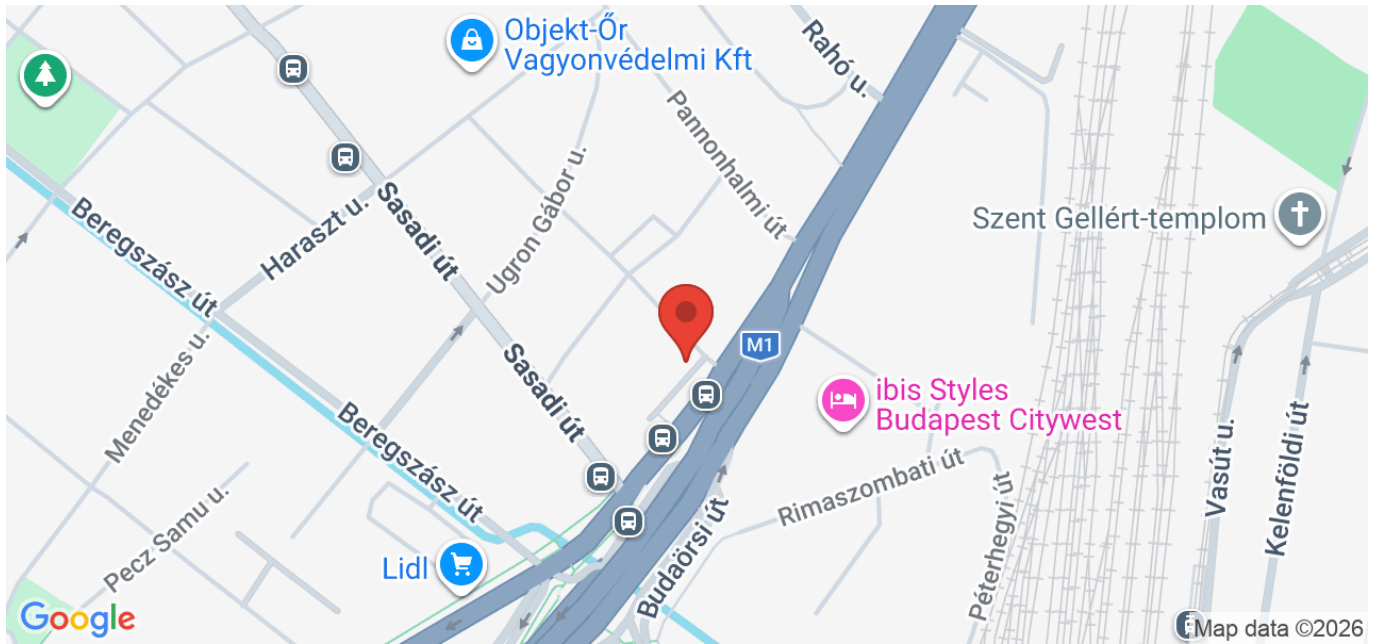 Objekt-Őr
Vagyonvédelmi Kft
Rahó u.
Pannonhalmi út
Ugron Gábor u.
Sasadi út
Haraszt u.
Beregszász út
Szent Gellért-templom
Menedékes u.
M1
Sasadi út
ibis Styles
Budapest Citywest
Beregszász út
Rimaszombati út
Vasút u.
Kelenföldi út
Pecz Samu u.
Péterhegyi út
Budaörsi út
Lidl
Google
Map data ©2026